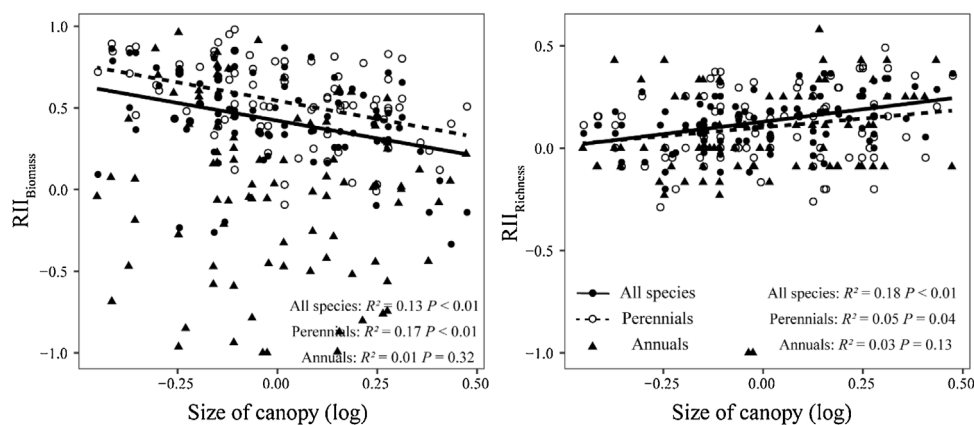 1.0
0.5
0.0
−0.5
−1.0
RII Biomass
All species: R² = 0.13 P < 0.01
Perennials: R² = 0.17 P < 0.01
Annuals: R² = 0.01 P = 0.32
−0.25 0.00 0.25 0.50
Size of canopy (log)
0.5
0.0
−0.5
−1.0
RII Richness
All species
Perennials
Annuals
All species: R² = 0.18 P < 0.01
Perennials: R² = 0.05 P = 0.04
Annuals: R² = 0.03 P = 0.13
−0.25 0.00 0.25 0.50
Size of canopy (log)